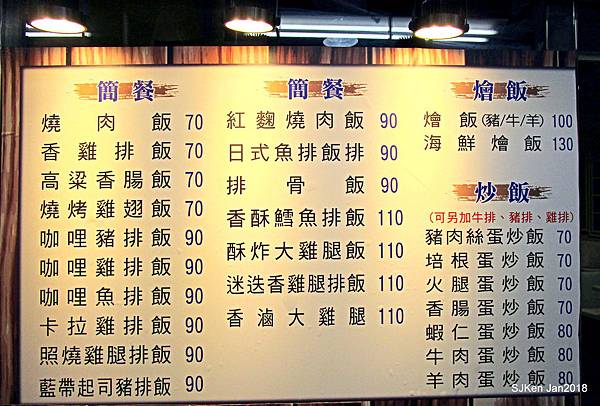 簡餐
燒肉飯 70
香雞排飯 70
高梁香腸飯 70
燒烤雞翅飯 70
咖哩豬排飯 90
咖哩雞排飯 90
咖哩魚排飯 90
卡拉雞排飯 90
照燒雞腿排飯 90
藍帶起司豬排飯 90
簡餐
紅麴燒肉飯 90
日式魚排飯排 90
排骨飯 90
香酥鱈魚排飯 110
酥炸大雞腿飯 110
迷迭香雞腿排飯 110
香滷大雞腿 110
燴飯
燴飯(豬/牛/羊) 100
海鮮燴飯 130
炒飯
(可另加牛排、豬排、雞排)
豬肉絲蛋炒飯 70
培根蛋炒飯 70
火腿蛋炒飯 70
香腸蛋炒飯 70
蝦仁蛋炒飯 80
牛肉蛋炒飯 80
羊肉蛋炒飯 80
SJKen Jan2018